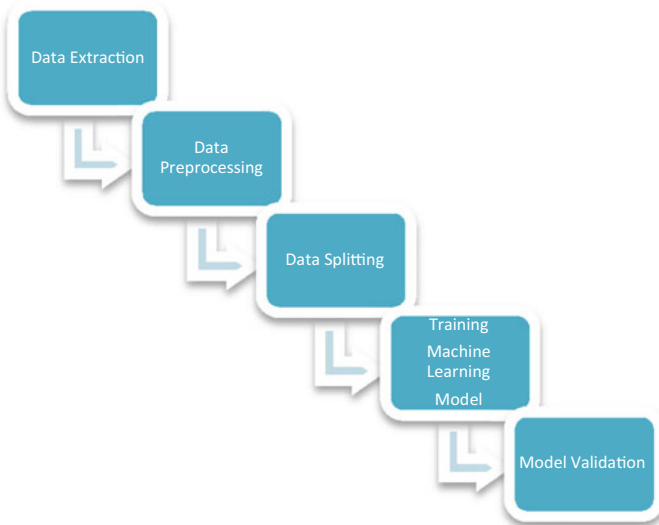 Data Extraction
Data
Preprocessing
Data Splitting
Training
Machine
Learning
Model
Model Validation